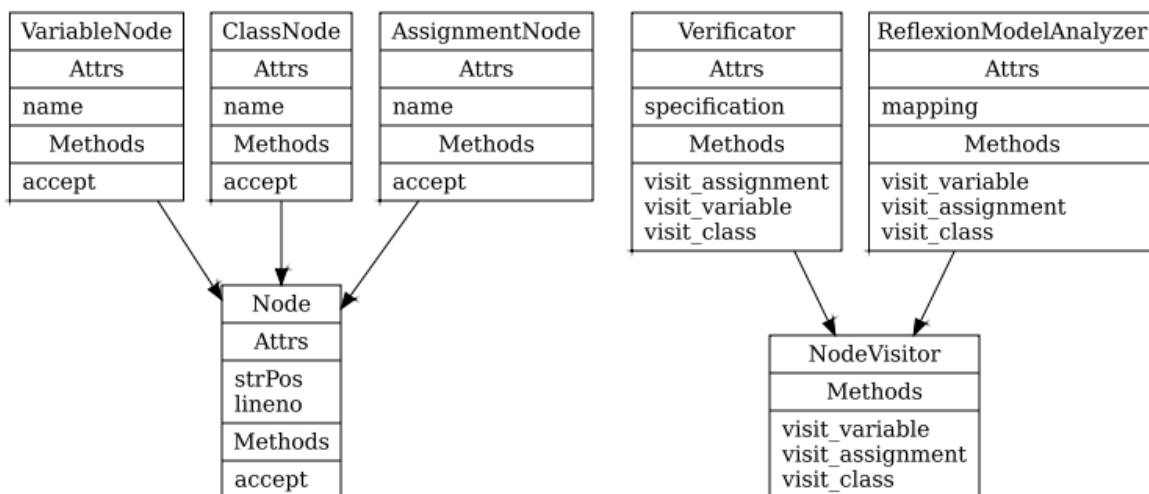 VariableNode
Attrs
name
Methods
accept
ClassNode
Attrs
name
Methods
accept
AssignmentNode
Attrs
name
Methods
accept
Verificator
Attrs
specification
Methods
visit_assignment
visit_variable
visit_class
ReflexionModelAnalyzer
Attrs
mapping
Methods
visit_variable
visit_assignment
visit_class
Node
Attrs
strPos
lineno
Methods
accept
NodeVisitor
Methods
visit_variable
visit_assignment
visit_class